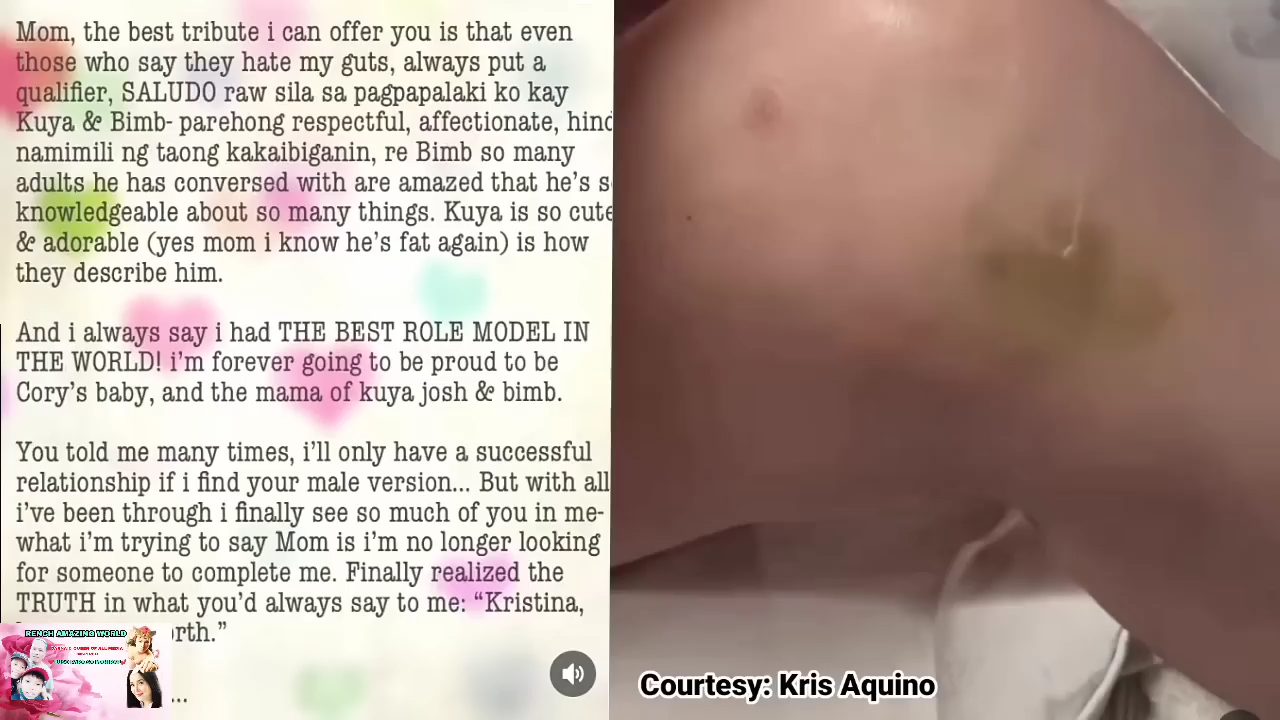 Mom, the best tribute i can offer you is that even
those who say they hate my guts, always put a
qualifier, SALUDO raw sila sa pagpapalaki ko kay
Kuya & Bimb- parehong respectful, affectionate, hind
namimili ng taong kakaibiganin, re Bimb so many
adults he has conversed with are amazed that he's s
knowledgeable about so many things. Kuya is so cute
& adorable (yes mom i know he's fat again) is how
they describe him.
And i always say i had THE BEST ROLE MODEL IN
THE WORLD! i'm forever going to be proud to be
Cory's baby, and the mama of kuya josh & bimb.
You told me many times, i'll only have a successful
relationship if i find your male version... But with all
i've been through i finally see so much of you in me-
what i'm trying to say Mom is i'm no longer looking
for someone to complete me. Finally realized the
TRUTH in what you'd always say to me: “Kristina,
orth.”
...
RENCH AMAZING WORLD
Courtesy: Kris Aquino